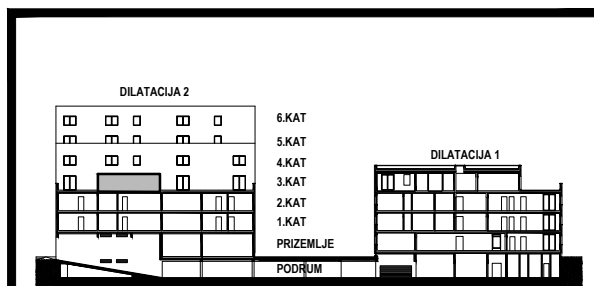 DILATACIJA 2
6.KAT
5.KAT
4.KAT
DILATACIJA 1
3.KAT
2.KAT
1.KAT
PRIZEMLJE
PODRUM